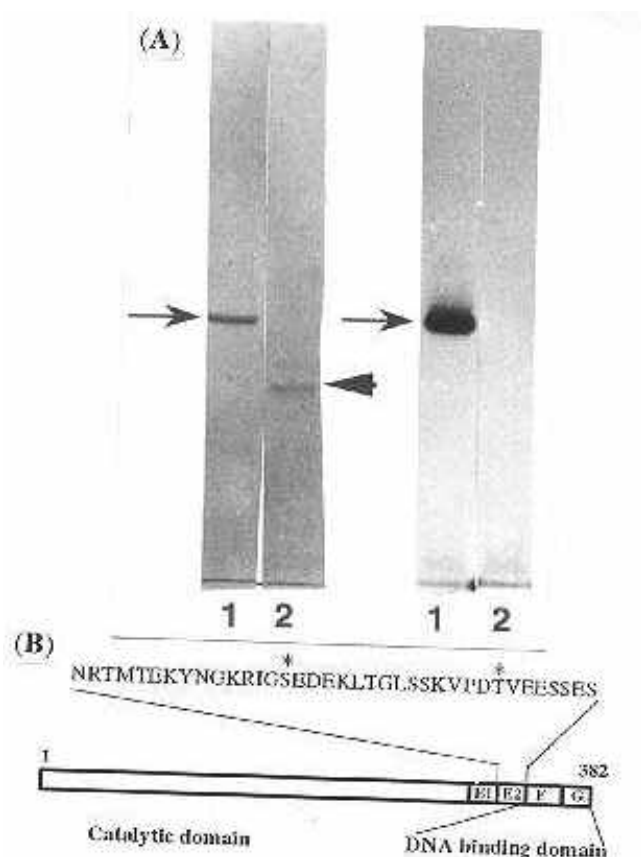 (A)
1 2 1 2
(B)
* *
NRTMTEKYNGKRIGSEDEKLTGLSSKVPDTVEESSES
1 382
E1 E2 F G
Catalytic domain DNA binding domain